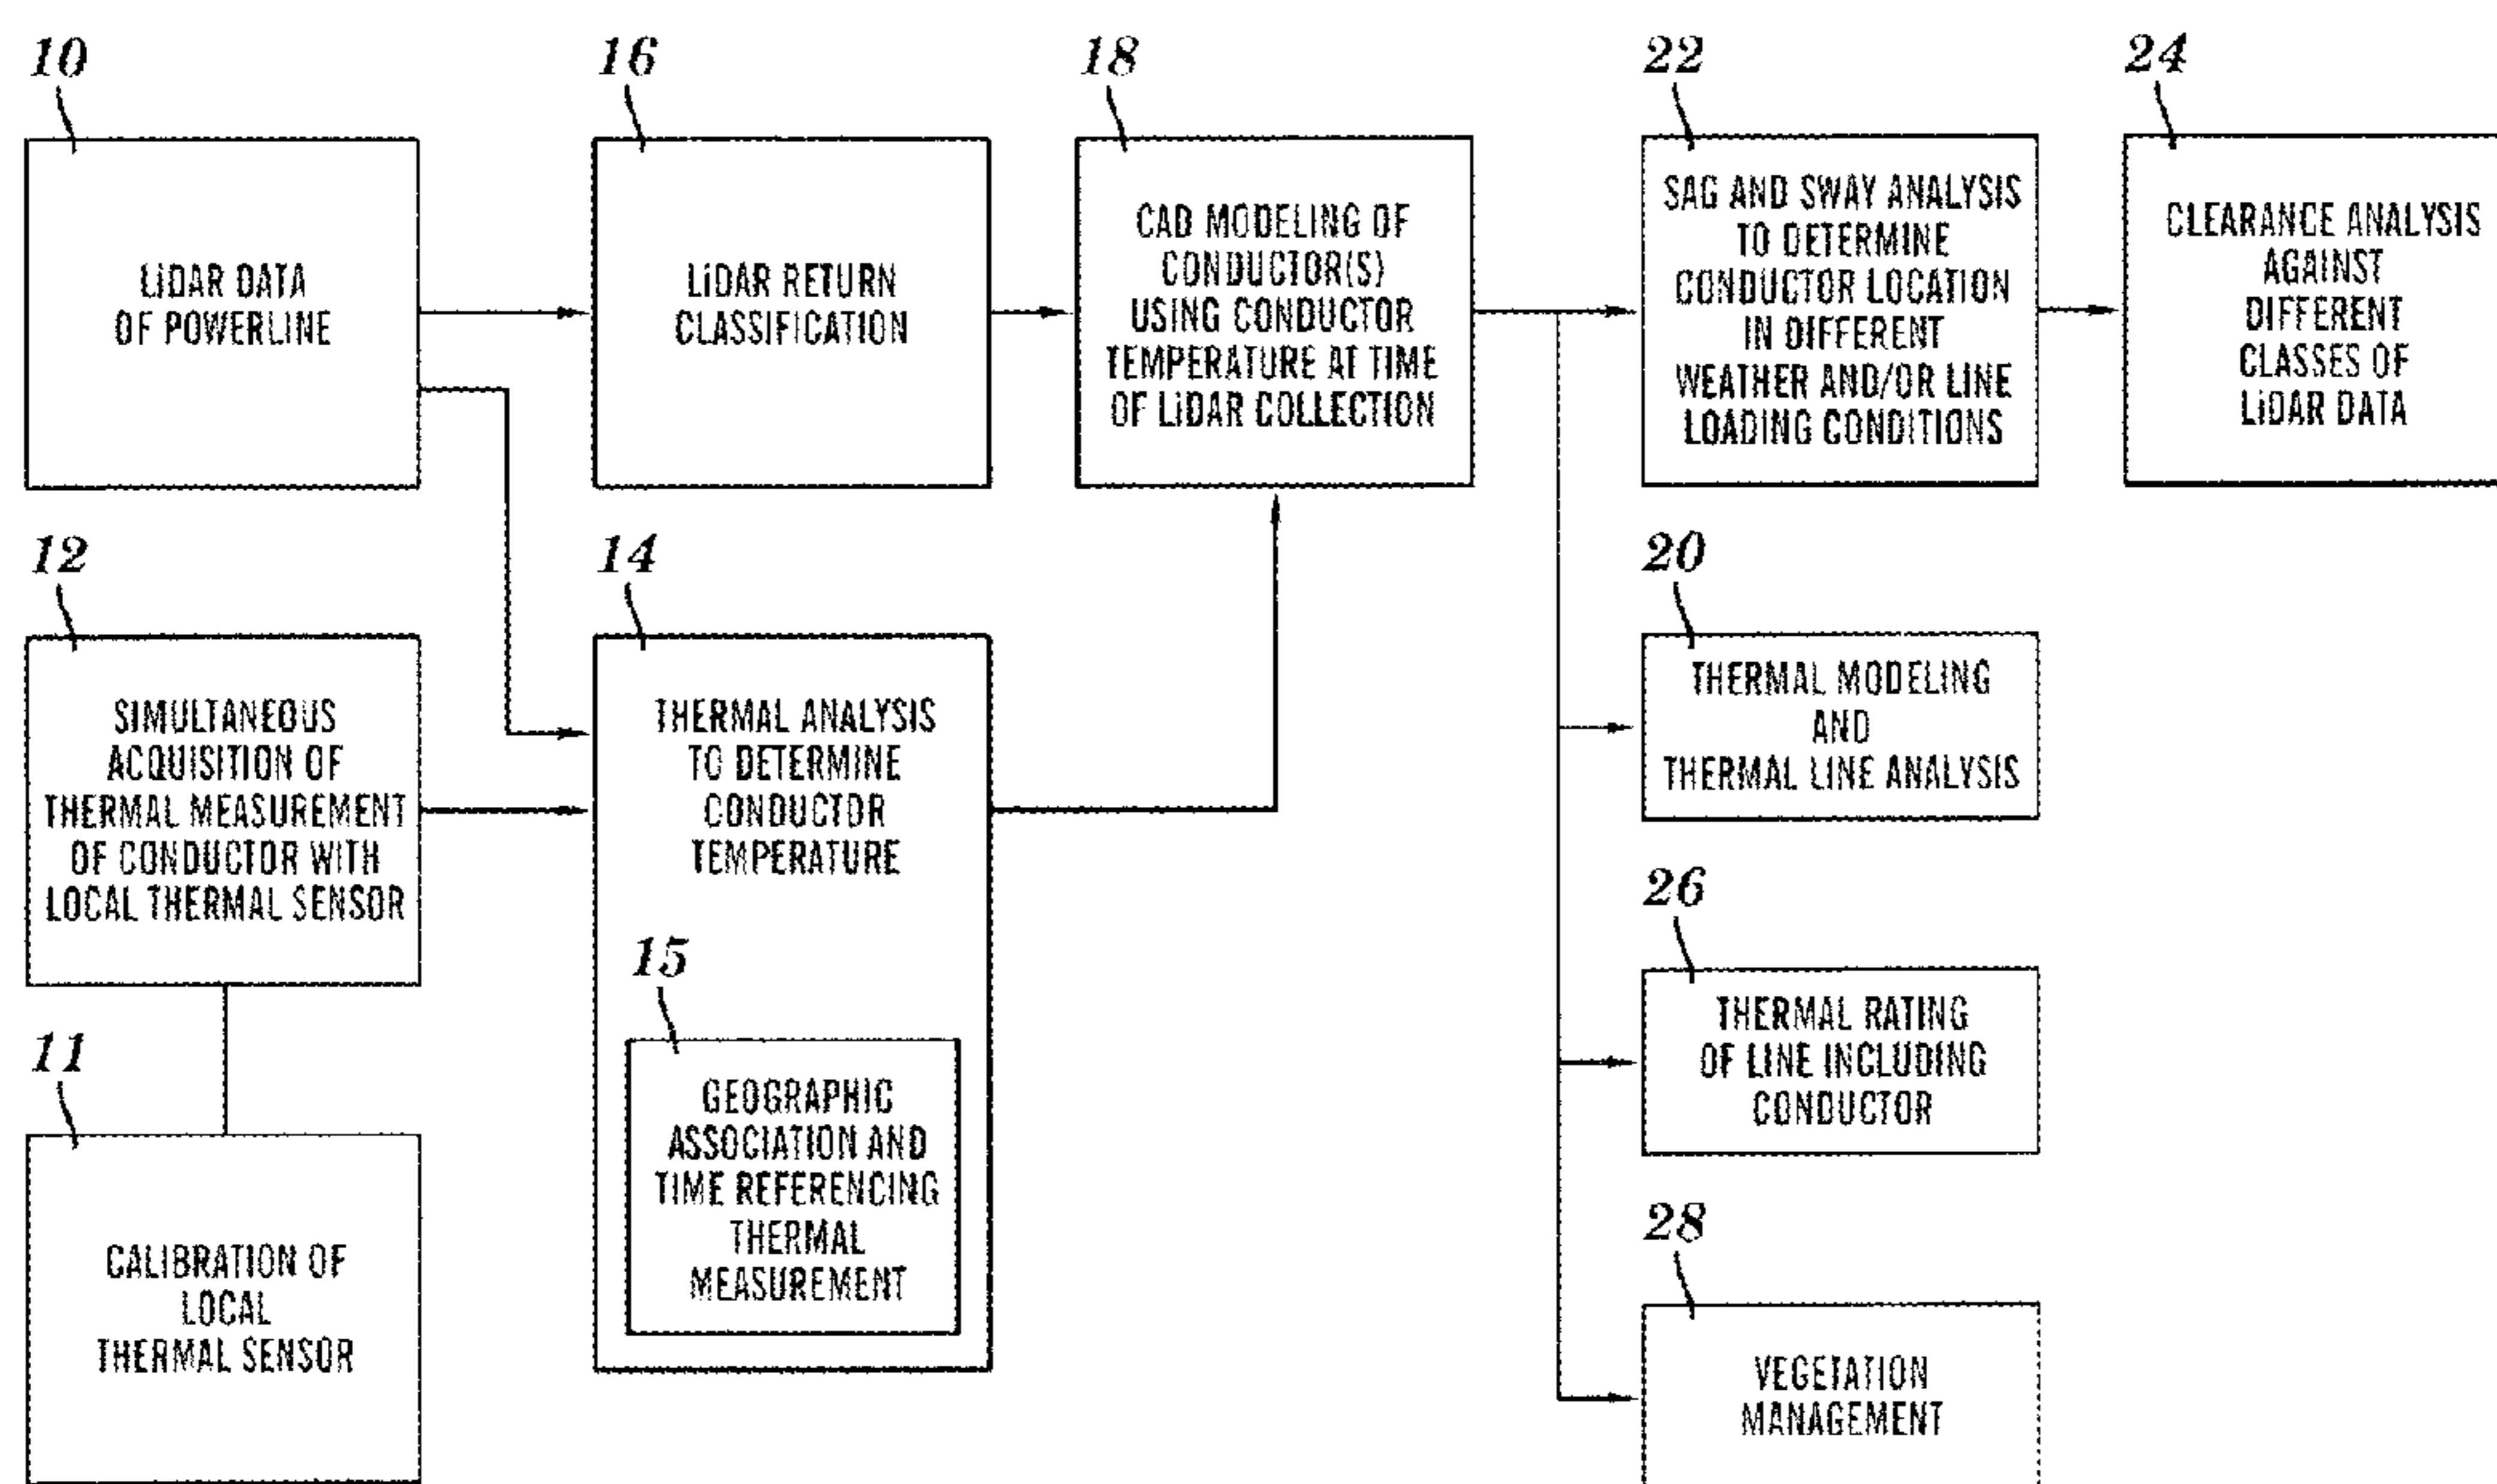 10
LiDAR DATA
OF POWERLINE
16
LiDAR RETURN
CLASSIFICATION
18
CAD MODELING OF
CONDUCTOR(S)
USING CONDUCTOR
TEMPERATURE AT TIME
OF LiDAR COLLECTION
22
SAG AND SWAY ANALYSIS
TO DETERMINE
CONDUCTOR LOCATION
IN DIFFERENT
WEATHER AND/OR LINE
LOADING CONDITIONS
24
CLEARANCE ANALYSIS
AGAINST
DIFFERENT
CLASSES OF
LiDAR DATA
12
SIMULTANEOUS
ACQUISITION OF
THERMAL MEASUREMENT
OF CONDUCTOR WITH
LOCAL THERMAL SENSOR
14
THERMAL ANALYSIS
TO DETERMINE
CONDUCTOR
TEMPERATURE
15
GEOGRAPHIC
ASSOCIATION AND
TIME REFERENCING
THERMAL
MEASUREMENT
20
THERMAL MODELING
AND
THERMAL LINE ANALYSIS
11
CALIBRATION OF
LOCAL
THERMAL SENSOR
26
THERMAL RATING
OF LINE INCLUDING
CONDUCTOR
28
VEGETATION
MANAGEMENT